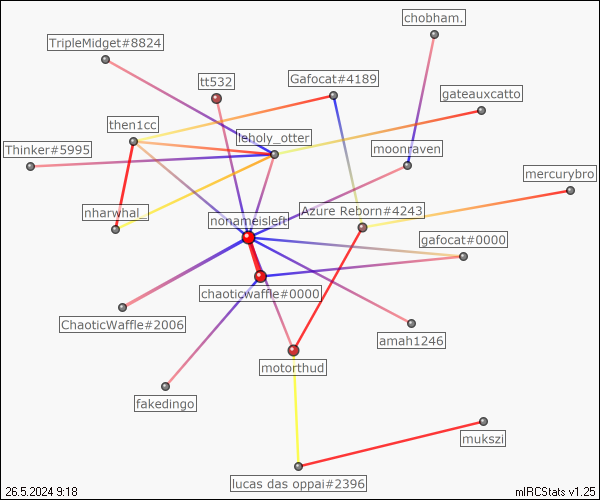 chobham.
TripleMidget#8824
tt532
Gafocat#4189
gateauxcatto
then1cc
leholy_otter
Thinker#5995
moonraven
mercurybro
nharwhal_
nonameisleft
Azure Reborn#4243
gafocat#0000
chaoticwaffle#0000
ChaoticWaffle#2006
amah1246
motorthud
fakedingo
mukszi
lucas das oppai#2396
26.5.2024 9:18
mIRCStats v1.25